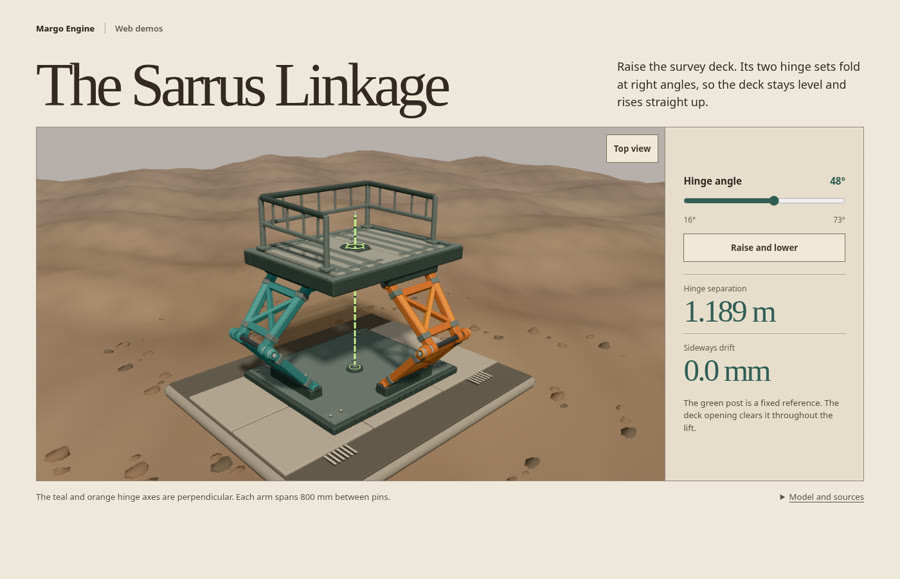 Margo Engine
Web demos
The Sarrus Linkage
Raise the survey deck. Its two hinge sets fold
at right angles, so the deck stays level and
rises straight up.
Top view
Hinge angle
48°
16°
73°
Raise and lower
Hinge separation
1.189 m
Sideways drift
0.0 mm
The green post is a fixed reference. The
deck opening clears it throughout the
lift.
The teal and orange hinge axes are perpendicular. Each arm spans 800 mm between pins.
Model and sources